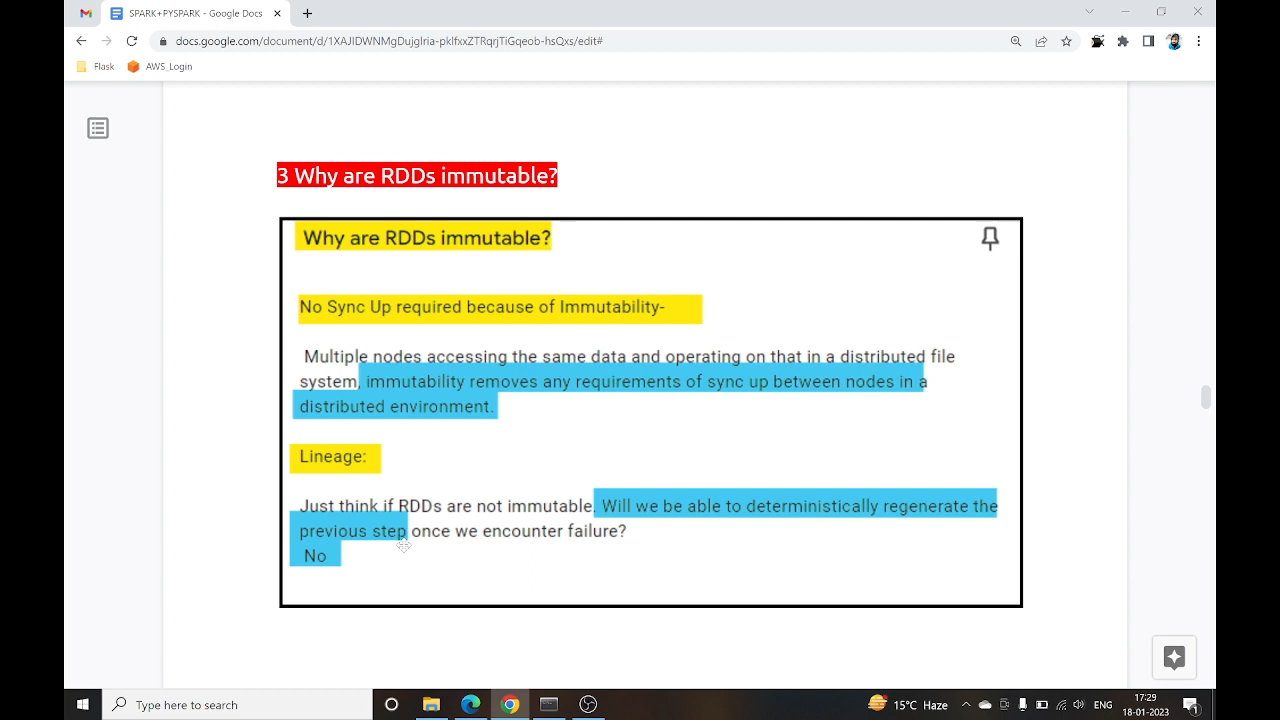 SPARK+PYSPARK - Google Docs
docs.google.com/document/d/1XAJIDWNMgDujgIria-pklfxxZTRqrjTiGqeob-hsQxs/edit#
Flask
AWS_Login
3 Why are RDDs immutable?
Why are RDDs immutable?
No Sync Up required because of Immutability-
Multiple nodes accessing the same data and operating on that in a distributed file
system, immutability removes any requirements of sync up between nodes in a
distributed environment.
Lineage:
Just think if RDDs are not immutable. Will we be able to deterministically regenerate the
previous step once we encounter failure?
No
Type here to search
15°C Haze
ENG
17:29
18-01-2023
1